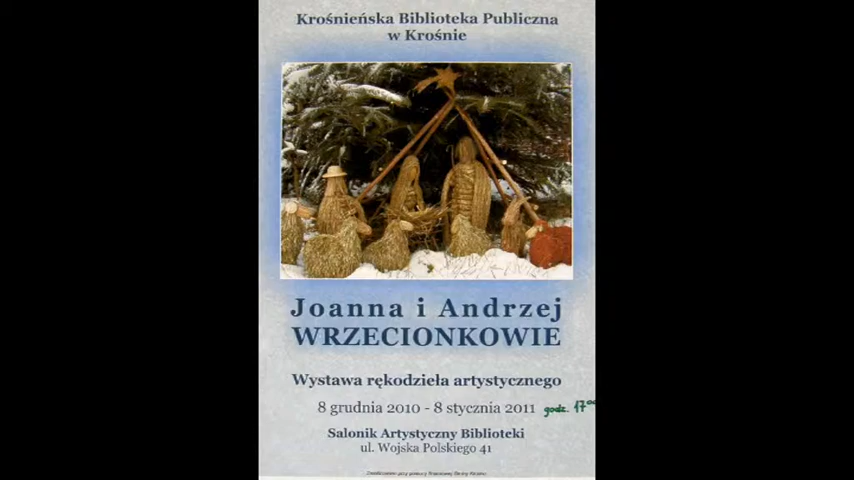 Krośnieńska Biblioteka Publiczna
w Krośnie
Joanna i Andrzej
WRZECIONKOWIE
Wystawa rękodzieła artystycznego
8 grudnia 2010 - 8 stycznia 2011 godz. 17⁰⁰
Salonik Artystyczny Biblioteki
ul. Wojska Polskiego 41